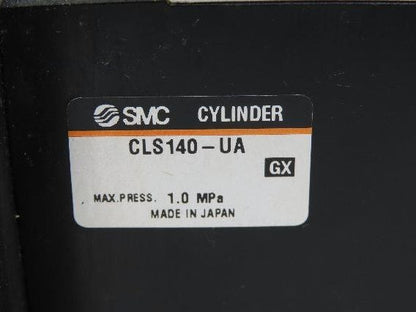 SMC CYLINDER
CLS140-UA
GX
MAX.PRESS. 1.0 MPa
MADE IN JAPAN